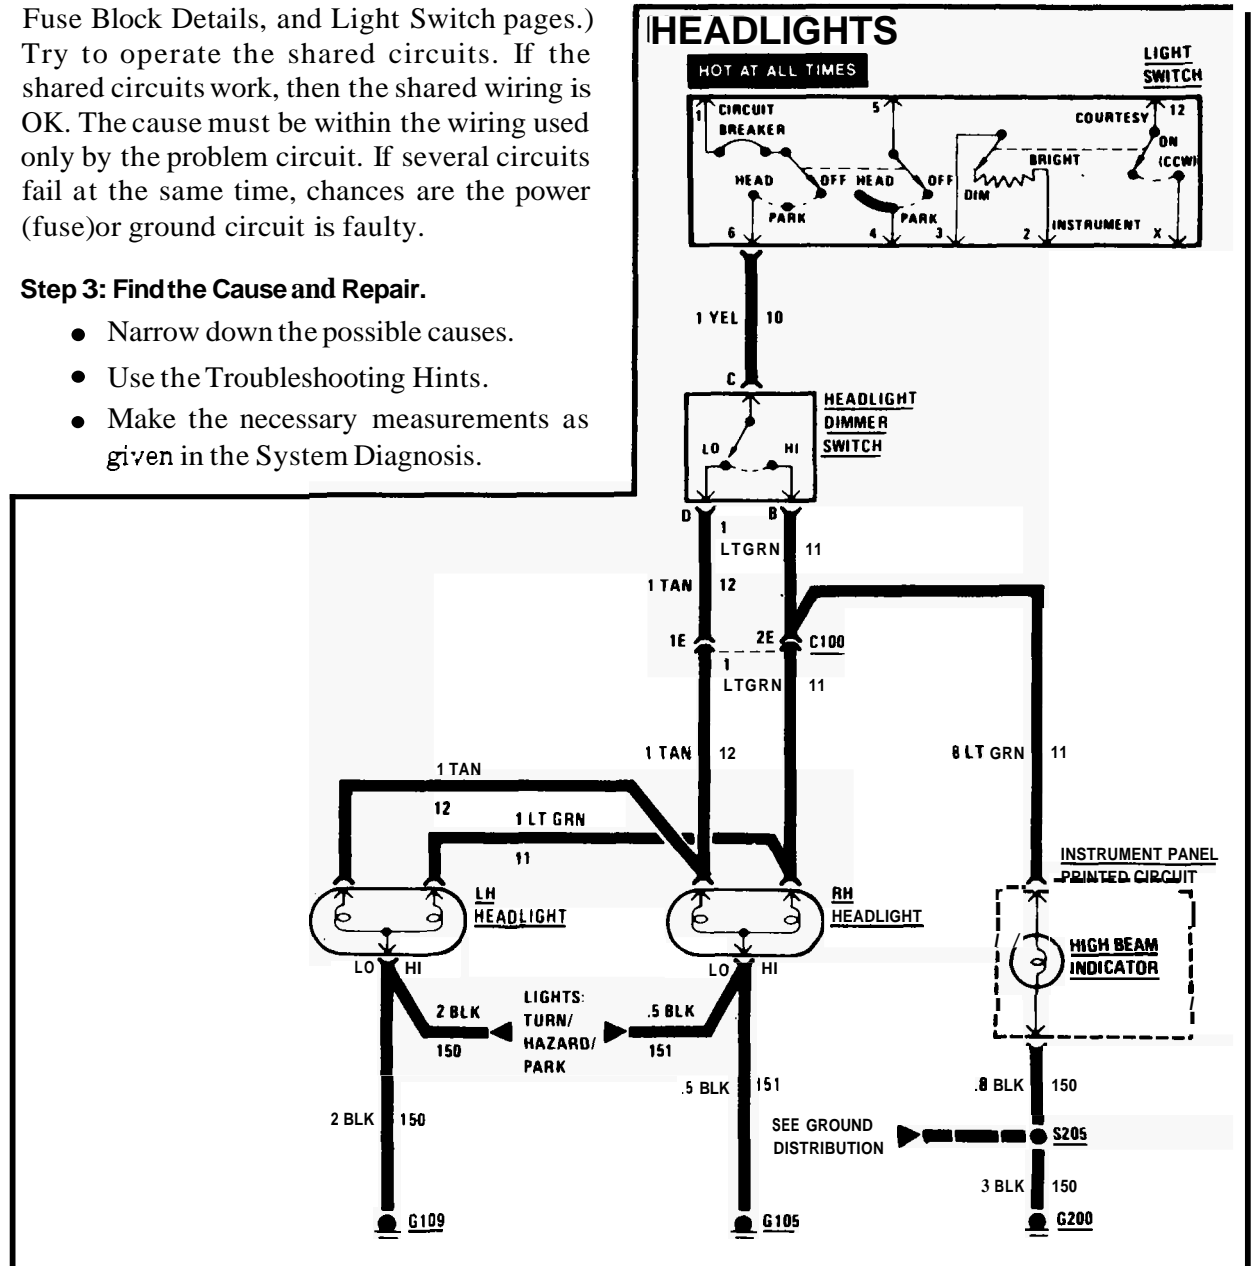 Fuse Block Details, and Light Switch pages.)
Try to operate the shared circuits. If the
shared circuits work, then the shared wiring is
OK. The cause must be within the wiring used
only by the problem circuit. If several circuits
fail at the same time, chances are the power
(fuse)or ground circuit is faulty.
Step 3: Find the Cause and Repair.
● Narrow down the possible causes.
● Use the Troubleshooting Hints.
● Make the necessary measurements as
given in the System Diagnosis.
HEADLIGHTS
HOT AT ALL TIMES
LIGHT
SWITCH
1
CIRCUIT
BREAKER
5
COURTESY
12
ON
(CCW)
BRIGHT
HEAD
OFF
HEAD
OFF
DIM
PARK
PARK
INSTRUMENT
6
4
3
2
X
1 YEL
10
C
HEADLIGHT
DIMMER
SWITCH
LO
HI
D
B
1
LTGRN
11
1 TAN
12
1E
2E
C100
1
LTGRN
11
1 TAN
12
8 LT GRN
11
1 TAN
12
1 LT GRN
11
INSTRUMENT PANEL
PRINTED CIRCUIT
LH
HEADLIGHT
RH
HEADLIGHT
HIGH BEAM
INDICATOR
LO
HI
LO
HI
LIGHTS:
TURN/
HAZARD/
PARK
2 BLK
150
.5 BLK
151
.5 BLK
151
.8 BLK
150
2 BLK
150
SEE GROUND
DISTRIBUTION
S205
3 BLK
150
G109
G105
G200